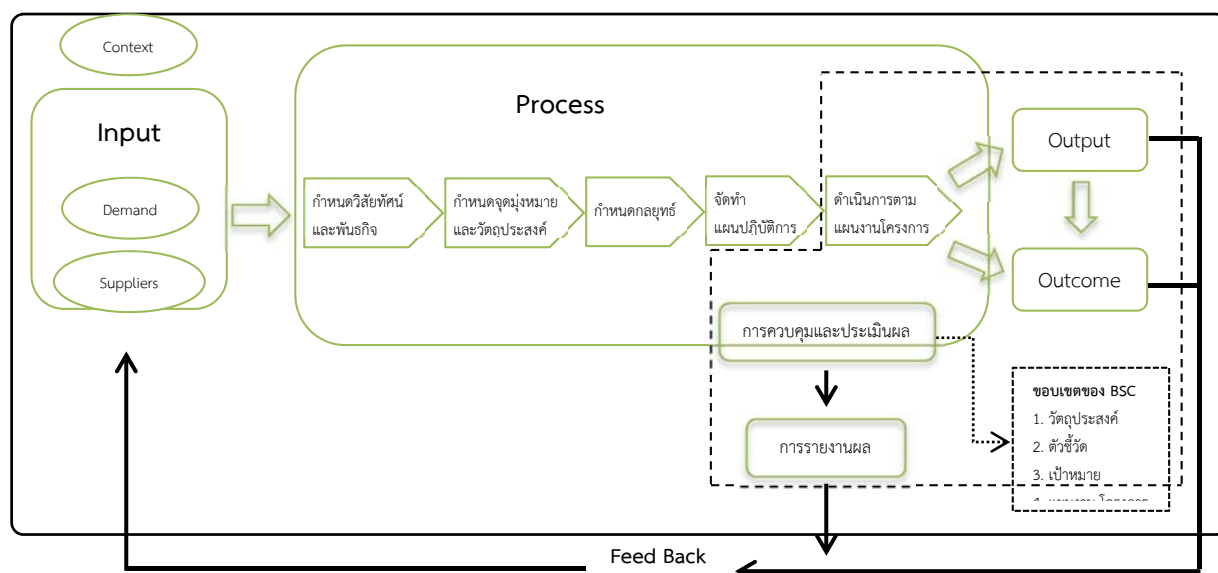 Context
Input
Demand
Suppliers
Process
กำหนดวิสัยทัศน์
และพันธกิจ
กำหนดจุดมุ่งหมาย
และวัตถุประสงค์
กำหนดกลยุทธ์
จัดทำ
แผนปฏิบัติการ
ดำเนินการตาม
แผนงานโครงการ
Output
Outcome
การควบคุมและประเมินผล
การรายงานผล
ขอบเขตของ BSC
1. วัตถุประสงค์
2. ตัวชี้วัด
3. เป้าหมาย
Feed Back